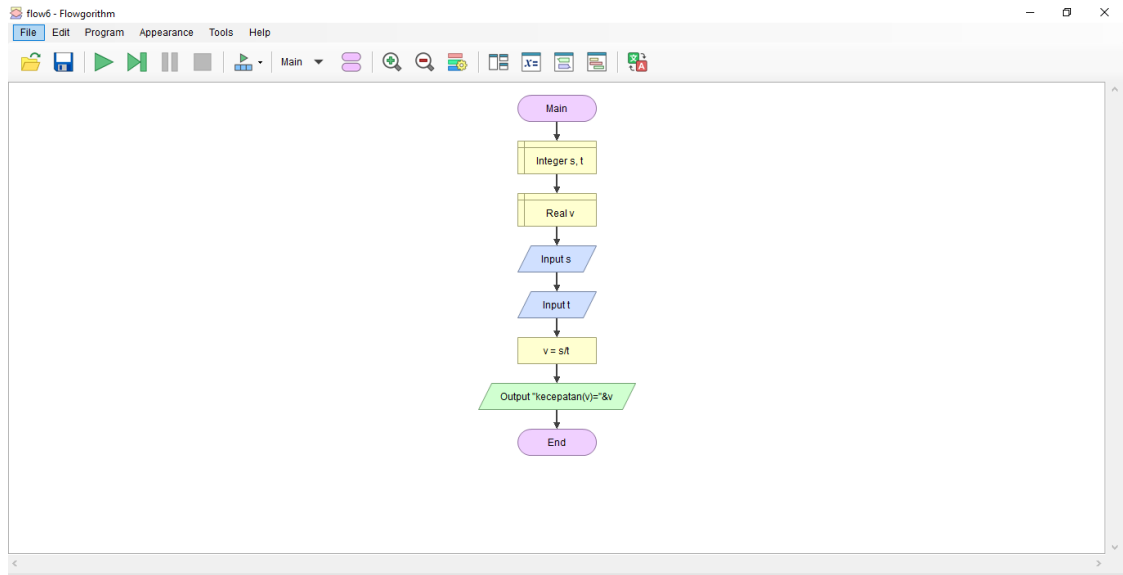 flow6 - Flowgorithm
File Edit Program Appearance Tools Help
Main
x=
Main
Integer s, t
Real v
Input s
Input t
v = s/t
Output "kecepatan(v)="&v
End